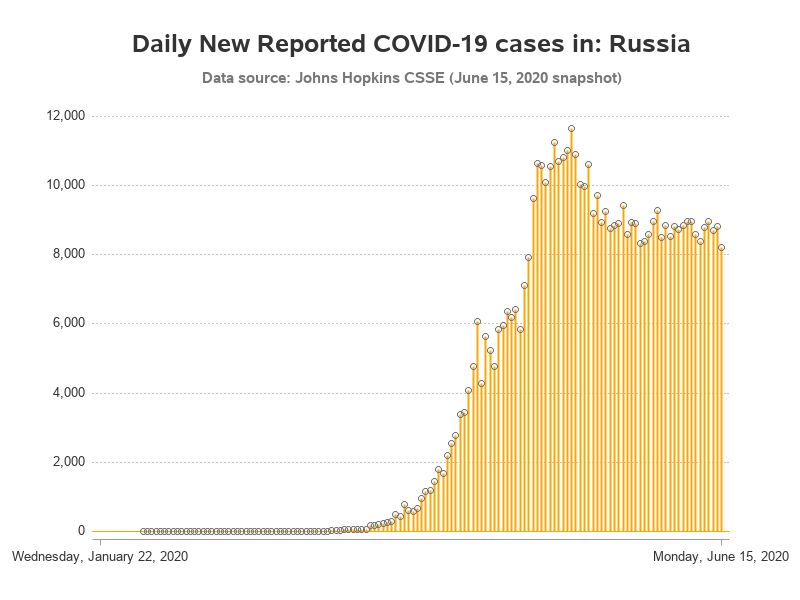 Daily New Reported COVID-19 cases in: Russia
Data source: Johns Hopkins CSSE (June 15, 2020 snapshot)
12,000
10,000
8,000
6,000
4,000
2,000
0
Wednesday, January 22, 2020
Monday, June 15, 2020